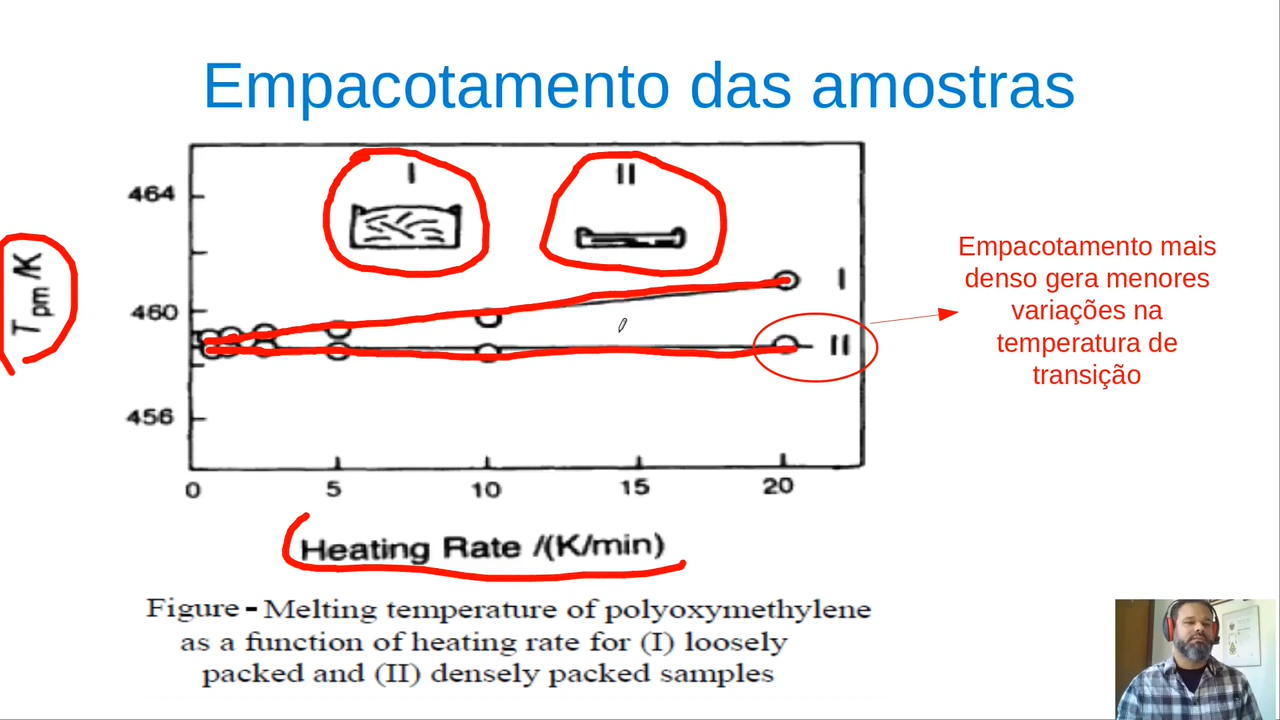 Empacotamento das amostras
I II
464
460
456
T pm /K
I
II
0 5 10 15 20
Heating Rate /(K/min)
Empacotamento mais
denso gera menores
variações na
temperatura de
transição
Figure - Melting temperature of polyoxymethylene
as a function of heating rate for (I) loosely
packed and (II) densely packed samples